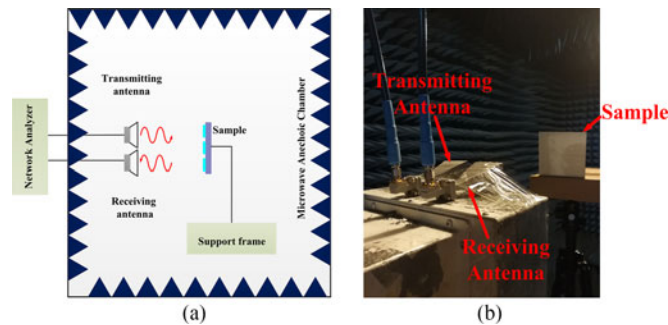 Transmitting
antenna
Network Analyzer
Sample
Microwave Anechoic Chamber
Receiving
antenna
Support frame
(a)
Transmitting
Antenna
Sample
Receiving
Antenna
(b)